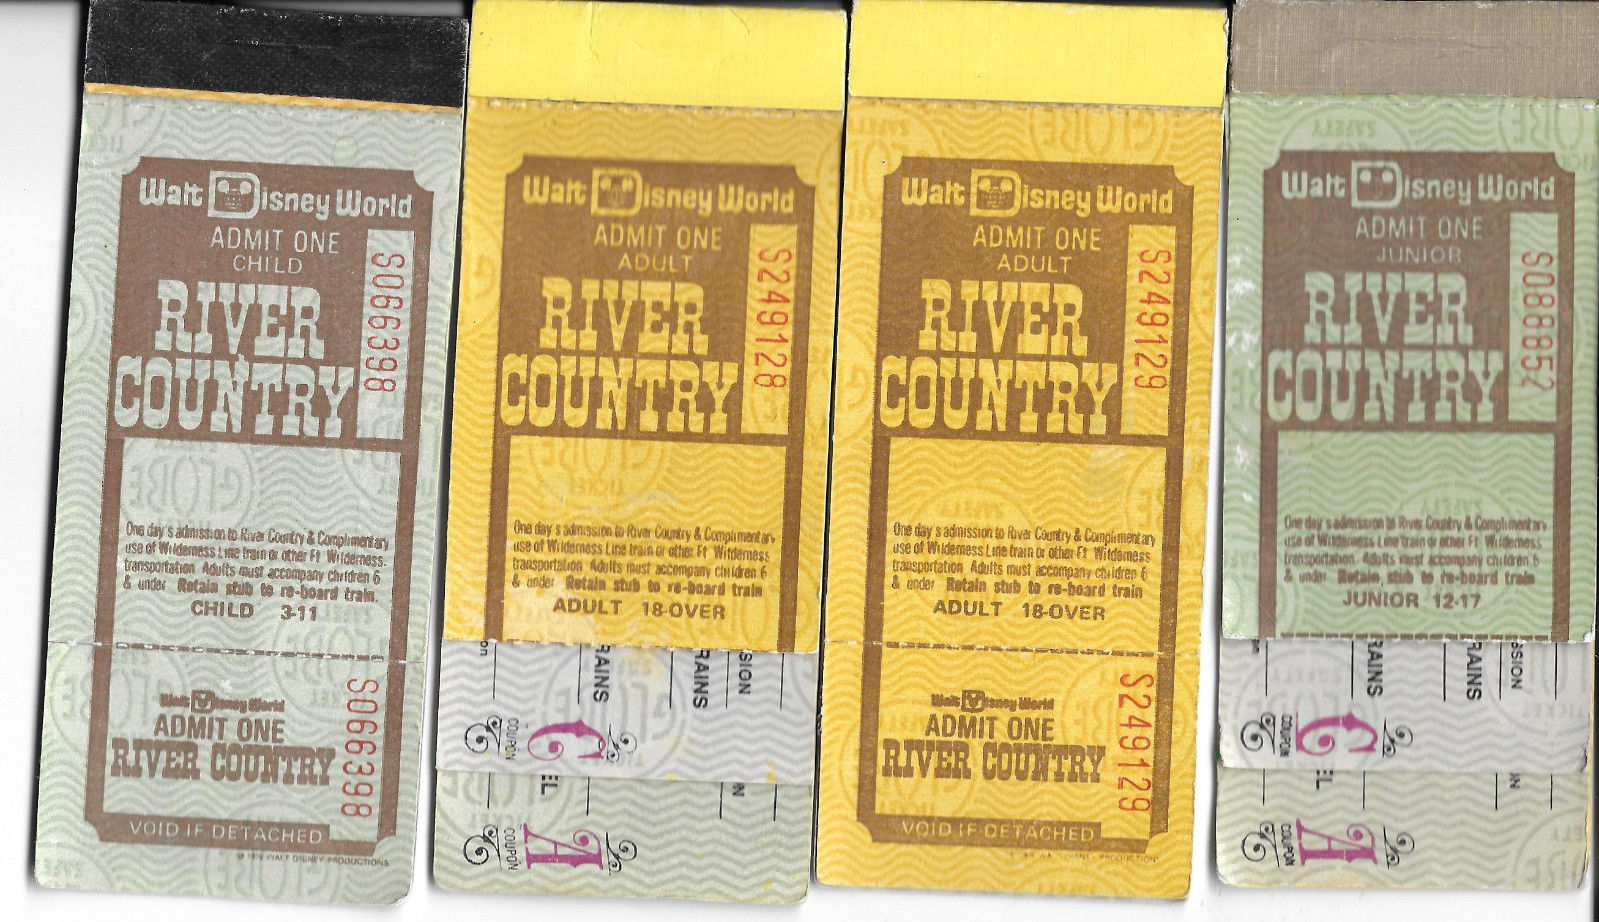 Walt Disney World
ADMIT ONE
CHILD
RIVER
COUNTRY
S066398
One day's admission to River Country & Complimentary
use of Wilderness Line train or other Ft Wilderness
transportation Adults must accompany children 6
& under Retain stub to re-board train.
CHILD 3-11
Walt Disney World
ADMIT ONE
RIVER COUNTRY
S066398
VOID IF DETACHED
WALT DISNEY PRODUCTIONS
Walt Disney World
ADMIT ONE
ADULT
RIVER
COUNTRY
S249128
One day's admission to River Country & Complimentary
use of Wilderness Line train or other Ft Wilderness
transportation Adults must accompany children 6
& under Retain stub to re-board train
ADULT 18-OVER
on
RAINS
RAINS
SION
C
COUPON
EL
N
A
COUPON
Walt Disney World
ADMIT ONE
ADULT
RIVER
COUNTRY
S249129
One day's admission to River Country & Complimentary
use of Wilderness Line train or other Ft Wilderness
transportation Adults must accompany children 6
& under Retain stub to re-board train
ADULT 18-OVER
Walt Disney World
ADMIT ONE
RIVER COUNTRY
S249129
VOID IF DETACHED
Walt Disney World
ADMIT ONE
JUNIOR
RIVER
COUNTRY
S088852
One day's admission to River Country & Complimentary
use of Wilderness Line train or other Ft Wilderness
transportation Adults must accompany children 6
& under Retain stub to re-board train
JUNIOR 12-17
RAINS
RAINS
SSION
C
COUPON
EL
N
A
COUPON